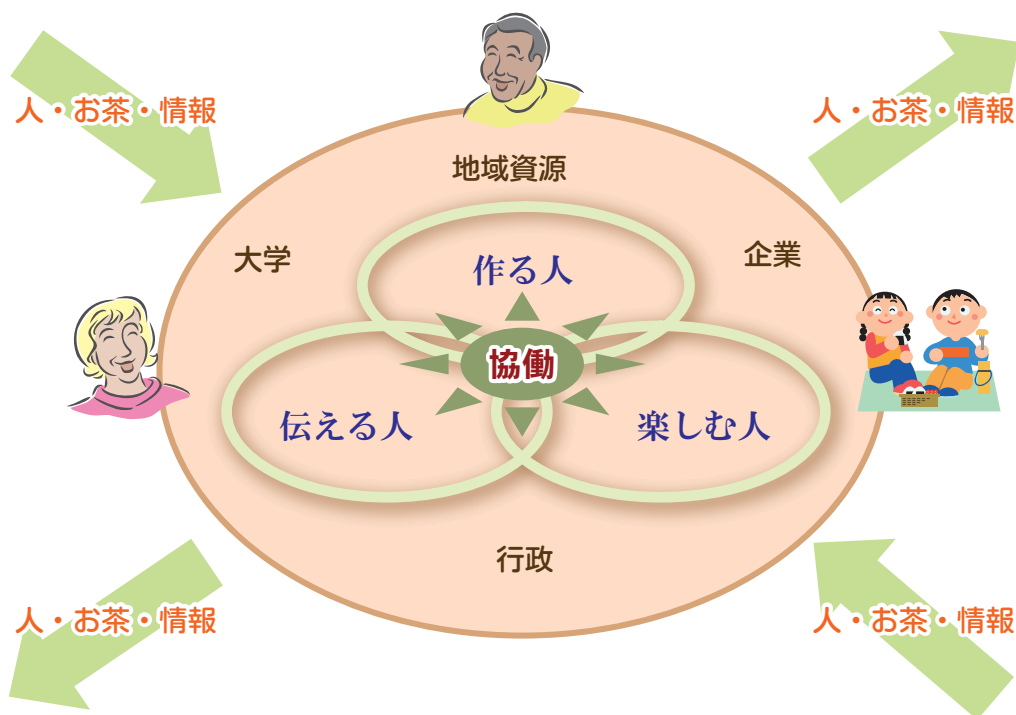 人・お茶・情報
人・お茶・情報
地域資源
大学
企業
作る人
協働
伝える人
楽しむ人
行政
人・お茶・情報
人・お茶・情報